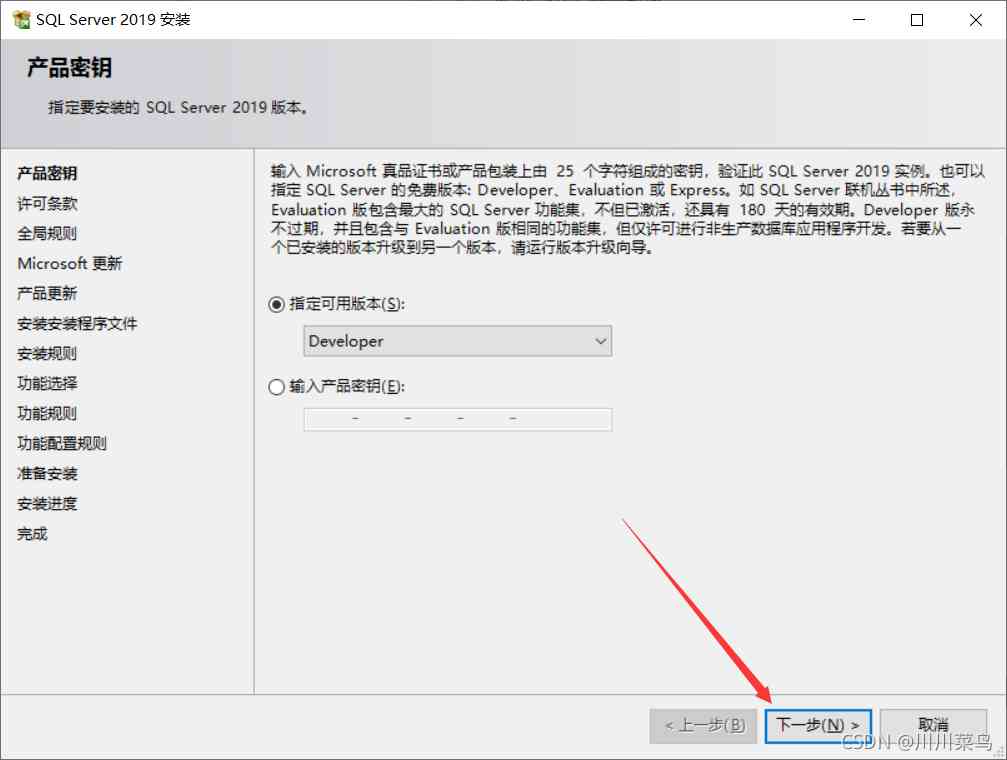 SQL Server 2019 安装
产品密钥
指定要安装的 SQL Server 2019 版本。
产品密钥
许可条款
全局规则
Microsoft 更新
产品更新
安装安装程序文件
安装规则
功能选择
功能规则
功能配置规则
准备安装
安装进度
完成
输入 Microsoft 真品证书或产品包装上由 25 个字符组成的密钥，验证此 SQL Server 2019 实例。也可以
指定 SQL Server 的免费版本: Developer、Evaluation 或 Express。如 SQL Server 联机丛书中所述，
Evaluation 版包含最大的 SQL Server 功能集，不但已激活，还具有 180 天的有效期。Developer 版永
不过期，并且包含与 Evaluation 版相同的功能集，但仅许可进行非生产数据库应用程序开发。若要从一
个已安装的版本升级到另一个版本，请运行版本升级向导。
指定可用版本(S):
Developer
输入产品密钥(E):
- - - -
< 上一步(B)
下一步(N) >
取消
CSDN @川川菜鸟